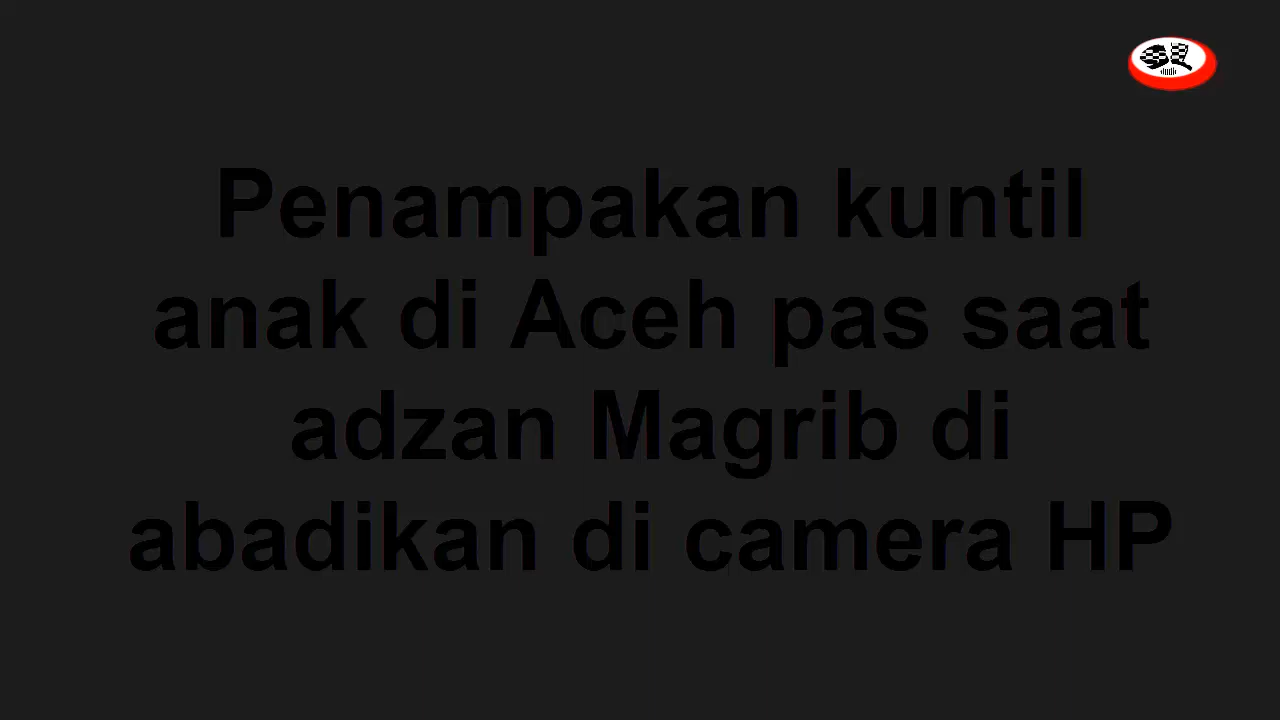 Penampakan kuntil
anak di Aceh pas saat
adzan Magrib di
abadikan di camera HP